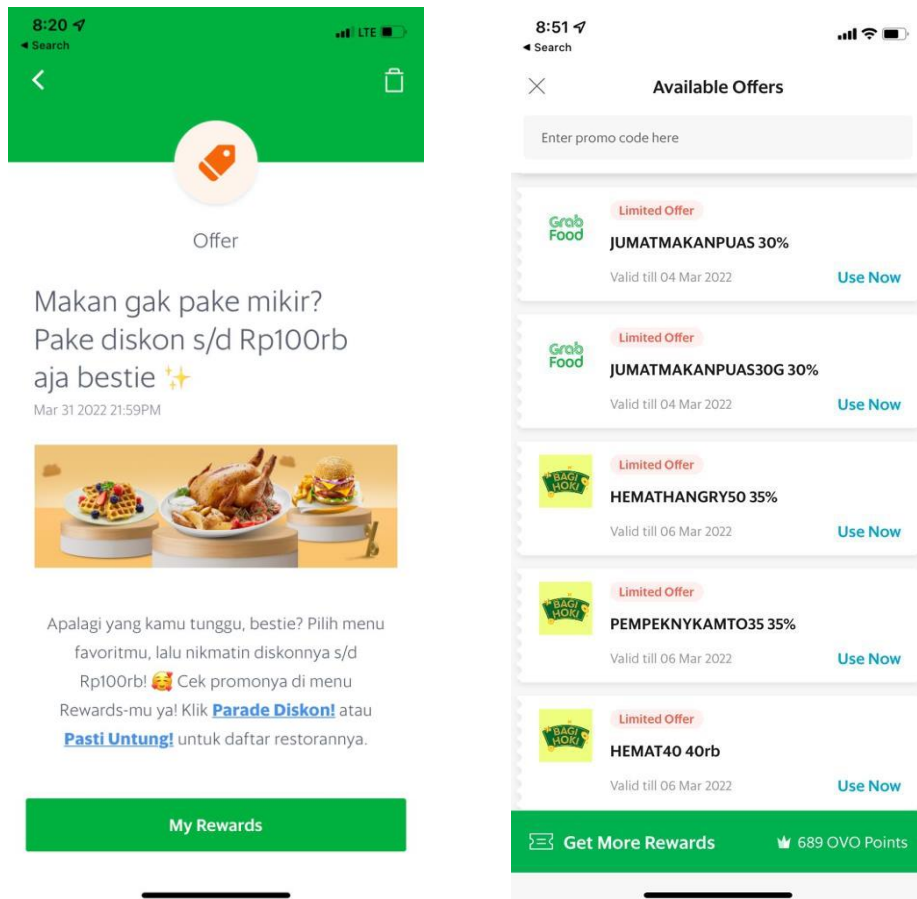 8:20
◀ Search
LTE
Offer
Makan gak pake mikir?
Pake diskon s/d Rp100rb
aja bestie ✨
Mar 31 2022 21:59PM
Apalagi yang kamu tunggu, bestie? Pilih menu
favoritmu, lalu nikmatin diskonnya s/d
Rp100rb! 🥰 Cek promonya di menu
Rewards-mu ya! Klik Parade Diskon! atau
Pasti Untung! untuk daftar restorannya.
My Rewards
8:51
◀ Search
Available Offers
Enter promo code here
Grab
Food
Limited Offer
JUMATMAKANPUAS 30%
Valid till 04 Mar 2022
Use Now
Grab
Food
Limited Offer
JUMATMAKANPUAS30G 30%
Valid till 04 Mar 2022
Use Now
BAGI
HOKI
Limited Offer
HEMATHANGRY50 35%
Valid till 06 Mar 2022
Use Now
BAGI
HOKI
Limited Offer
PEMPEKNYKAMTO35 35%
Valid till 06 Mar 2022
Use Now
BAGI
HOKI
Limited Offer
HEMAT40 40rb
Valid till 06 Mar 2022
Use Now
Get More Rewards
689 OVO Points